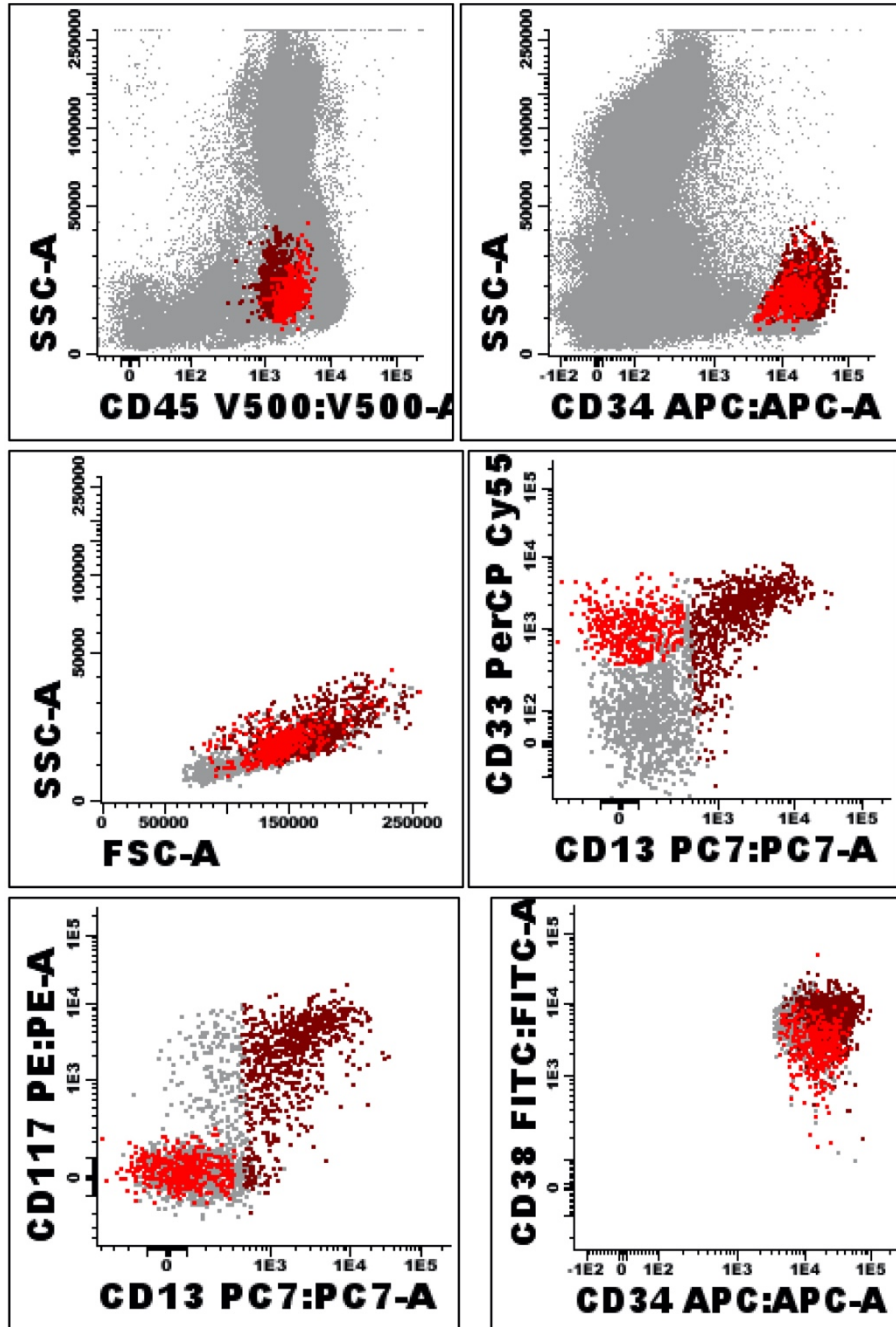 250000
100000
50000
0
SSC-A
0 1E2 1E3 1E4 1E5
CD45 V500:V500-A
250000
100000
50000
0
SSC-A
-1E2 0 1E2 1E3 1E4 1E5
CD34 APC:APC-A
250000
100000
50000
0
SSC-A
0 50000 150000 250000
FSC-A
1E5
1E4
1E3
1E2
0
CD33 PerCP Cy55
1E3 1E4 1E5
CD13 PC7:PC7-A
1E5
1E4
1E3
0
CD117 PE:PE-A
0 1E3 1E4 1E5
CD13 PC7:PC7-A
1E5
1E4
1E3
0
CD38 FITC:FITC-A
-1E2 0 1E2 1E3 1E4 1E5
CD34 APC:APC-A